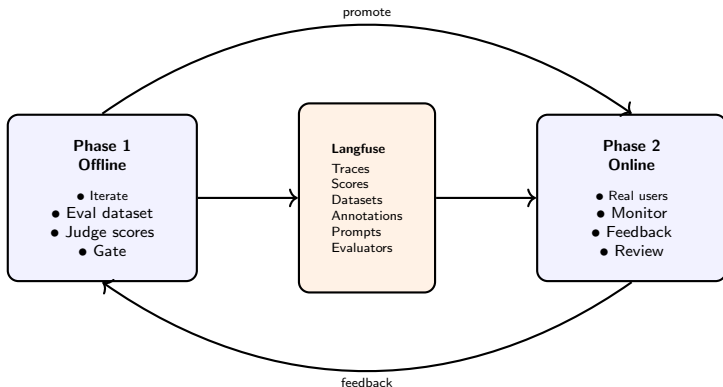 promote
Phase 1
Offline
• Iterate
• Eval dataset
• Judge scores
• Gate
Langfuse
Traces
Scores
Datasets
Annotations
Prompts
Evaluators
Phase 2
Online
• Real users
• Monitor
• Feedback
• Review
feedback